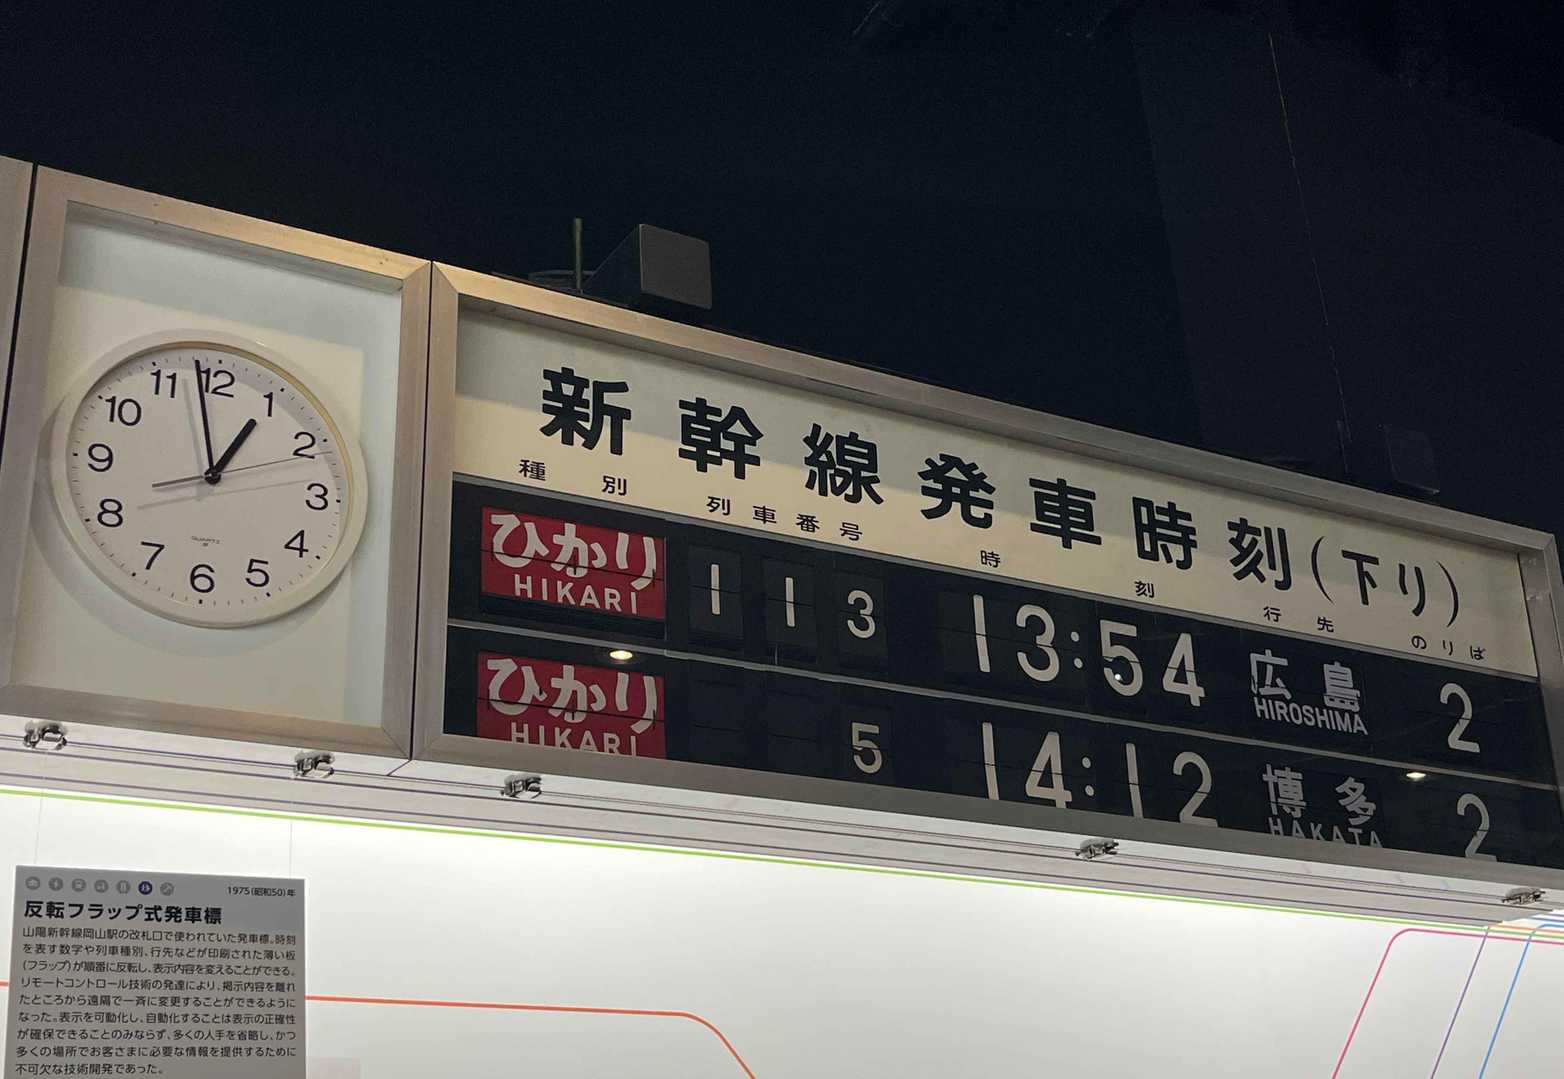 11 12 1
10 2
9 3
8 4
7 6 5
QUARTZ
新幹線発車時刻(下り)
種別 列車番号 時刻 行先 のりば
ひかり 113 13:54 広島 2
HIKARI HIROSHIMA
ひかり 5 14:12 博多 2
HIKARI HAKATA
1975(昭和50)年
反転フラップ式発車標
山陽新幹線岡山駅の改札口で使われていた発車標。時刻
を表す数字や列車種別、行先などが印刷された薄い板
(フラップ)が順番に反転し、表示内容を変えることができる。
リモートコントロール技術の発達により、掲示内容を離れ
たところから遠隔で一斉に変更することができるように
なった。表示を可動化し、自動化することは表示の正確性
が確保できることのみならず、多くの人手を省略し、かつ
多くの場所でお客さまに必要な情報を提供するために
不可欠な技術開発であった。